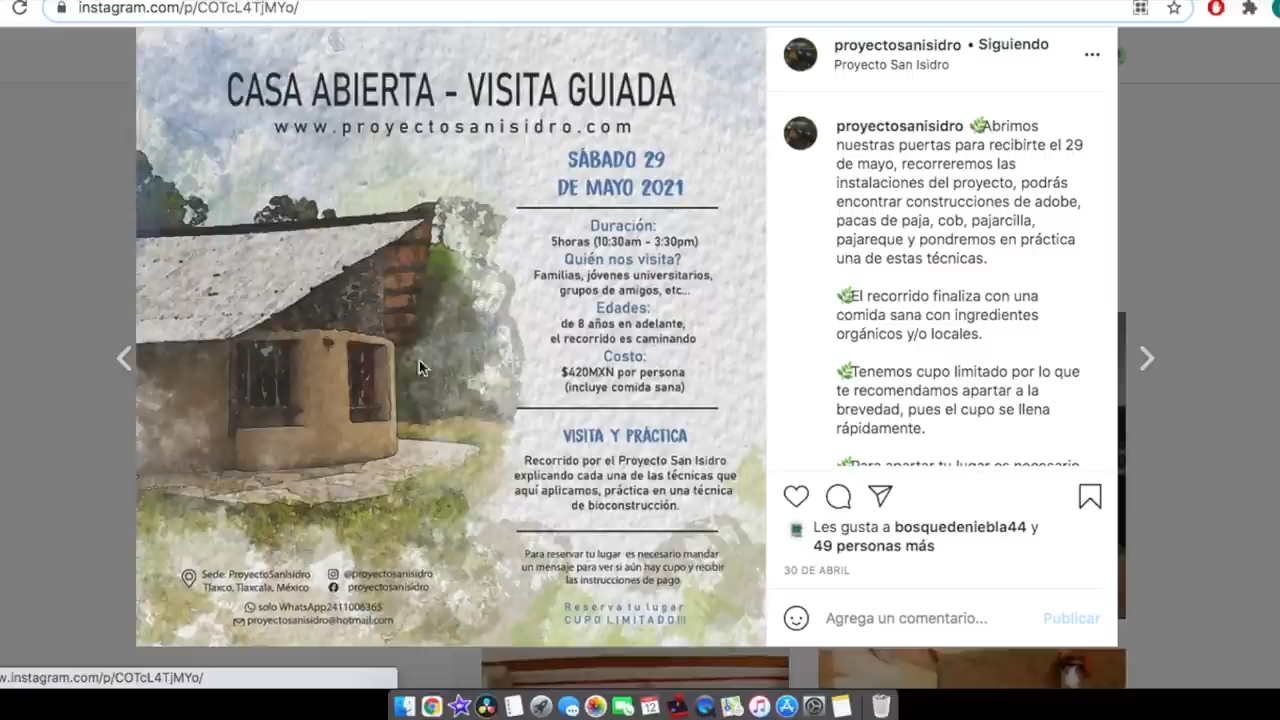 instagram.com/p/COTcL4TjMYo/
CASA ABIERTA - VISITA GUIADA
www.proyectosanisidro.com
SÁBADO 29
DE MAYO 2021
Duración:
5horas (10:30am - 3:30pm)
Quién nos visita?
Familias, jóvenes universitarios,
grupos de amigos, etc...
Edades:
de 8 años en adelante,
el recorrido es caminando
Costo:
$420MXN por persona
(incluye comida sana)
VISITA Y PRÁCTICA
Recorrido por el Proyecto San Isidro
explicando cada una de las técnicas que
aquí aplicamos, práctica en una técnica
de bioconstrucción.
Para reservar tu lugar es necesario mandar
un mensaje para ver si aún hay cupo y recibir
las instrucciones de pago
Reserva tu lugar
CUPO LIMITADO!!!
Sede: ProyectoSanIsidro
Tlaxco, Tlaxcala, México
@proyectosanisidro
proyectosanisidro
solo WhatsApp2411006365
proyectosanisidro@hotmail.com
proyectosanisidro • Siguiendo
Proyecto San Isidro
proyectosanisidro 🌿Abrimos
nuestras puertas para recibirte el 29
de mayo, recorreremos las
instalaciones del proyecto, podrás
encontrar construcciones de adobe,
pacas de paja, cob, pajarcilla,
pajareque y pondremos en práctica
una de estas técnicas.
🌿El recorrido finaliza con una
comida sana con ingredientes
orgánicos y/o locales.
🌿Tenemos cupo limitado por lo que
te recomendamos apartar a la
brevedad, pues el cupo se llena
rápidamente.
🌿Para apartar tu lugar es necesario
Les gusta a bosquedeniebla44 y
49 personas más
30 DE ABRIL
Agrega un comentario...
Publicar
w.instagram.com/p/COTcL4TjMYo/
12